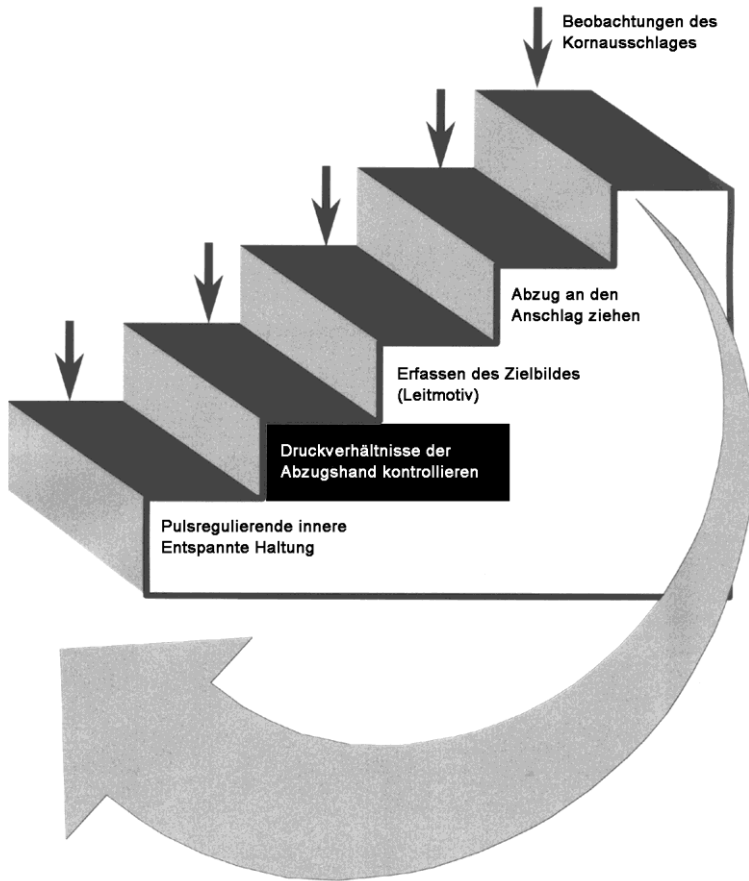 Beobachtungen des
Kornausschlages
Abzug an den
Anschlag ziehen
Erfassen des Zielbildes
(Leitmotiv)
Druckverhältnisse der
Abzugshand kontrollieren
Pulsregulierende innere
Entspannte Haltung